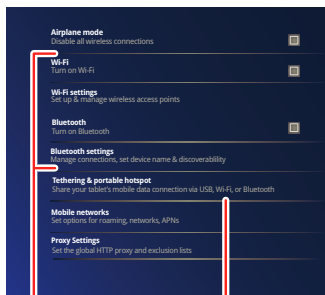 Airplane mode
Disable all wireless connections
Wi-Fi
Turn on Wi-Fi
Wi-Fi settings
Set up & manage wireless access points
Bluetooth
Turn on Bluetooth
Bluetooth settings
Manage connections, set device name & discoverablility
Tethering & portable hotspot
Share your tablet's mobile data connection via USB, Wi-Fi, or Bluetooth
Mobile networks
Set options for roaming, networks, APNs
Proxy Settings
Set the global HTTP proxy and exclusion lists